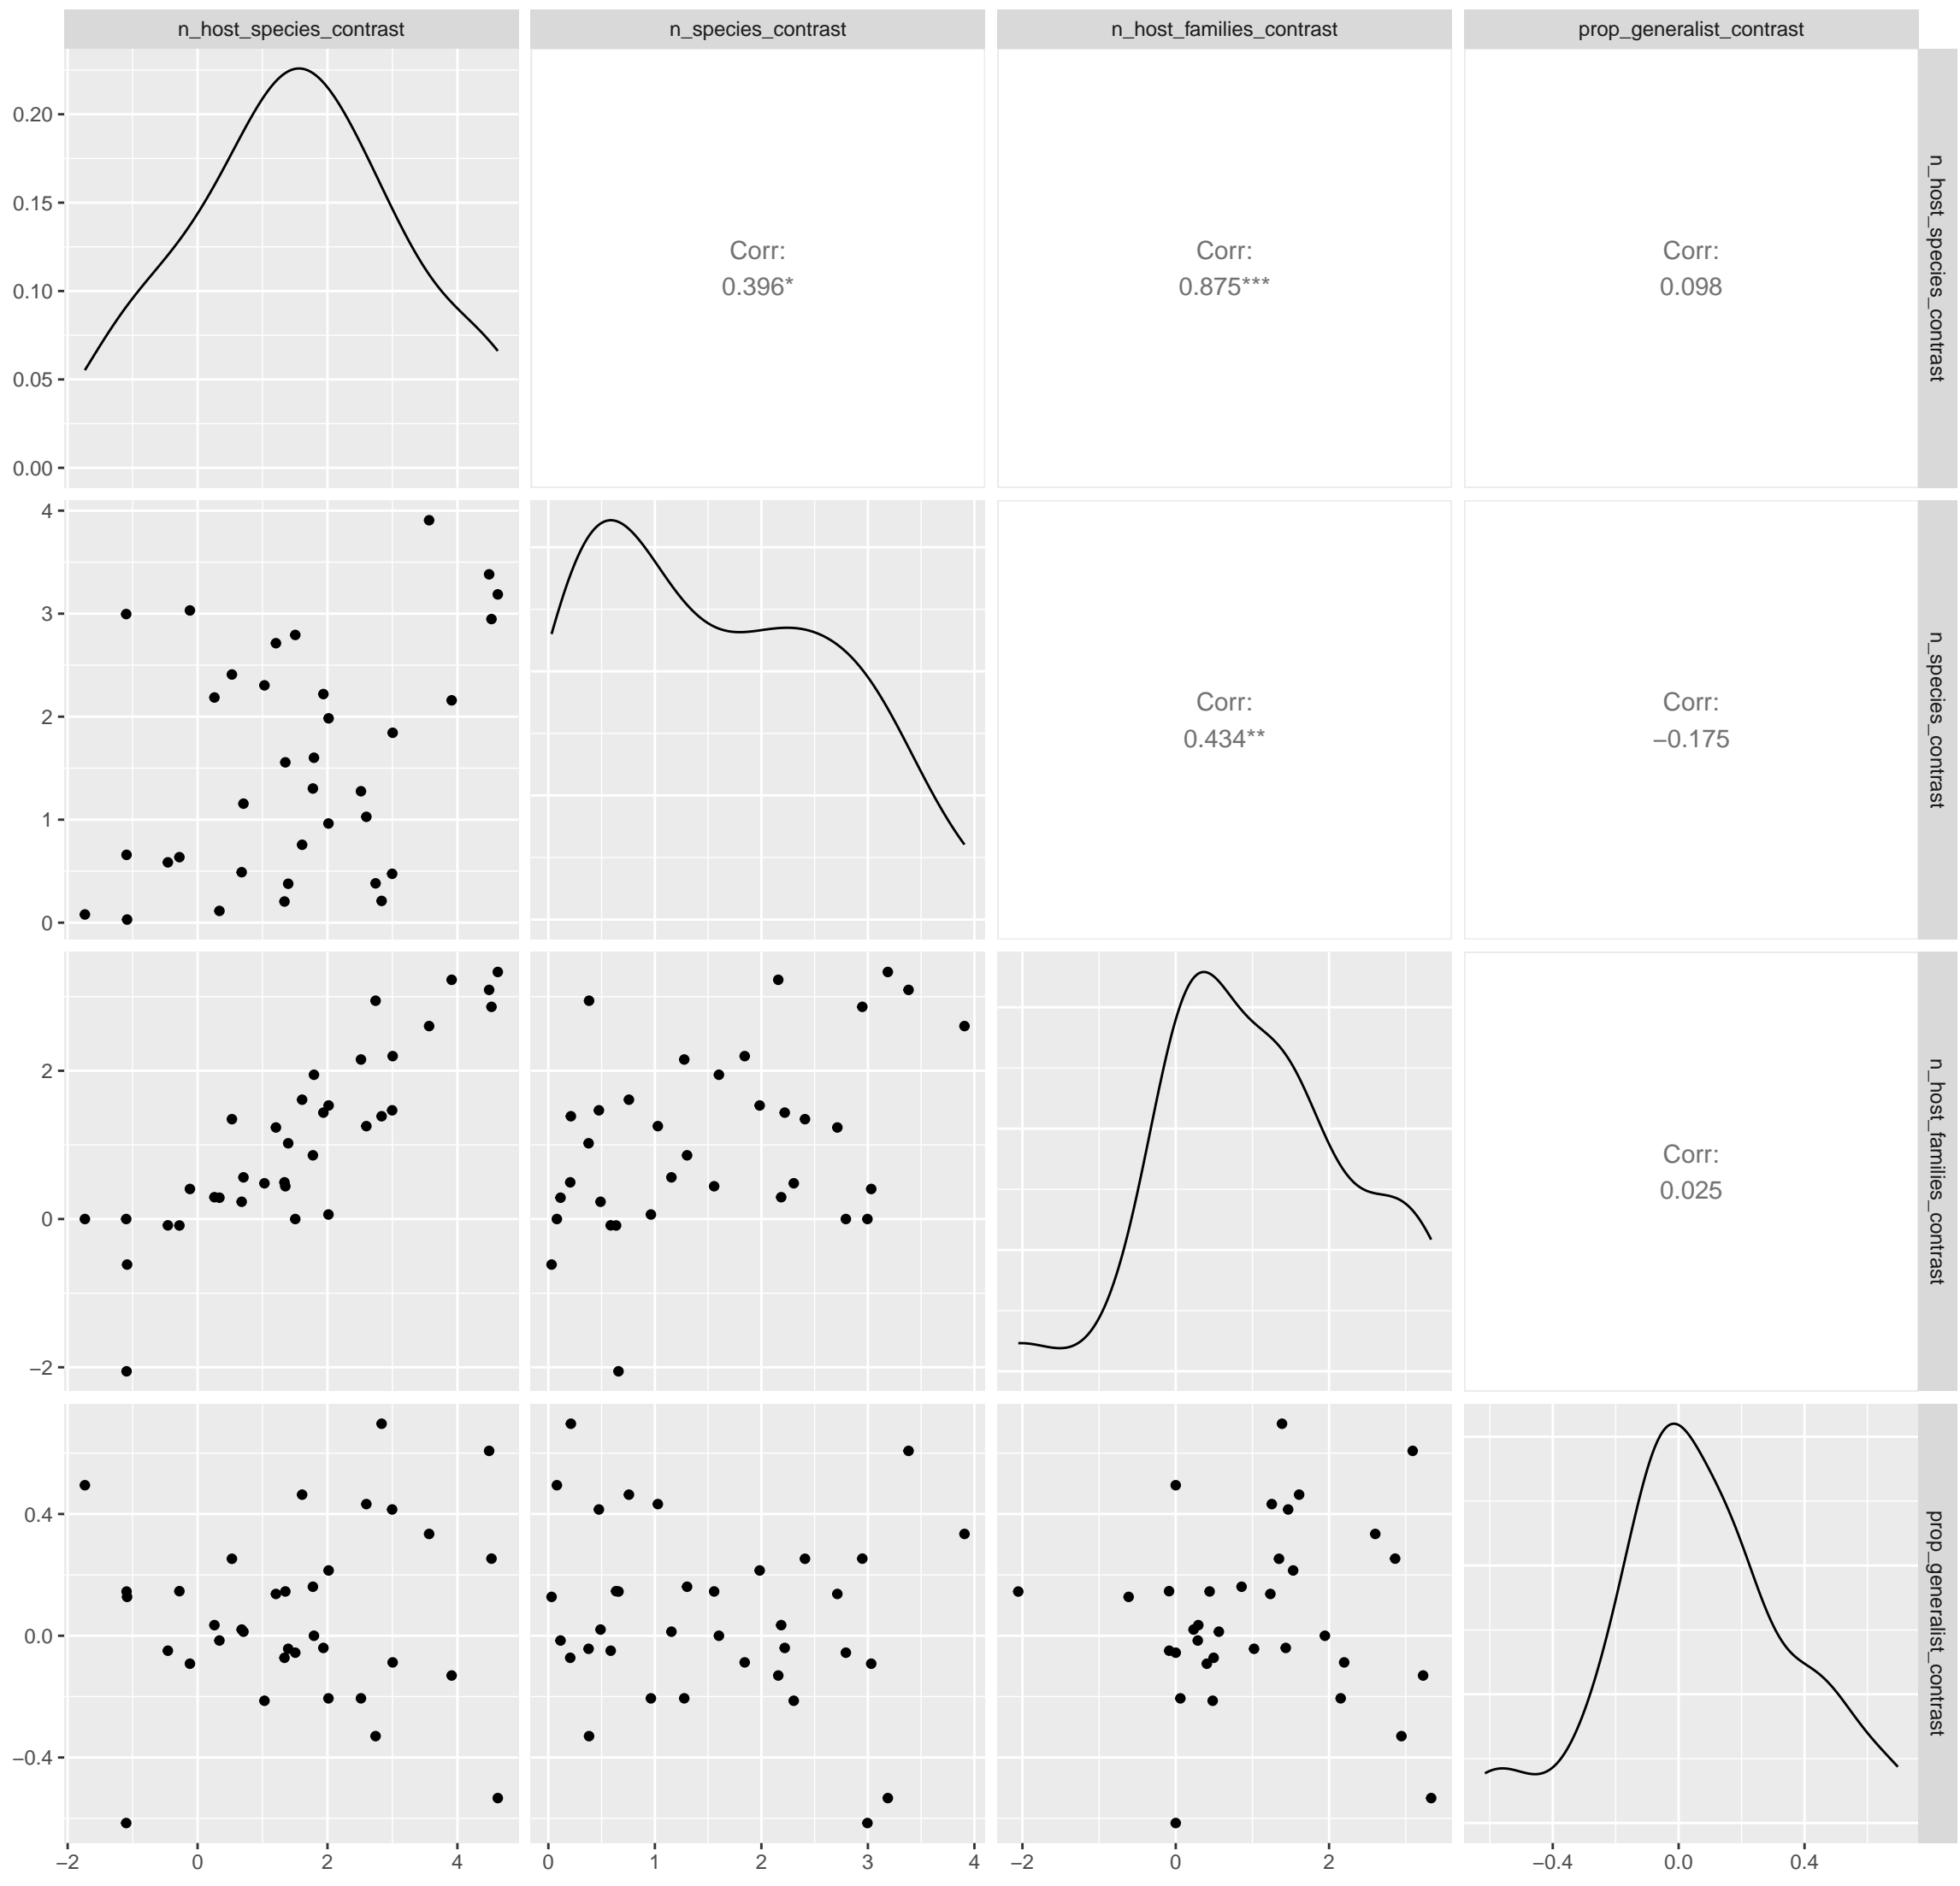 n_host_species_contrast
n_species_contrast
n_host_families_contrast
prop_generalist_contrast
0.20
0.15
0.10
0.05
0.00
Corr:
0.396*
Corr:
0.875***
Corr:
0.098
n_host_species_contrast
4
3
2
1
0
Corr:
0.434**
Corr:
−0.175
n_species_contrast
2
0
−2
Corr:
0.025
n_host_families_contrast
0.4
0.0
−0.4
prop_generalist_contrast
−2
0
2
4
0
1
2
3
4
−2
0
2
−0.4
0.0
0.4